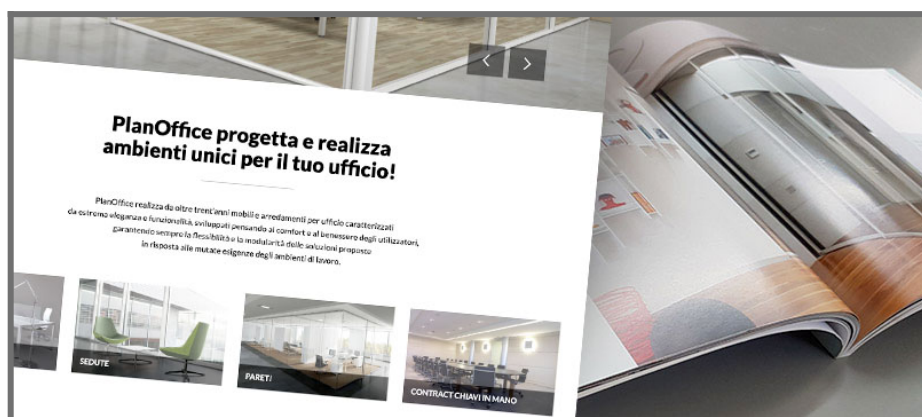 PlanOffice progetta e realizza
ambienti unici per il tuo ufficio!
PlanOffice realizza da oltre trent'anni mobili e arredamenti per ufficio caratterizzati
da estrema eleganza e funzionalità, sviluppati pensando al comfort e al benessere degli utilizzatori,
garantendo sempre la flessibilità e la modularità delle soluzioni proposte
in risposta alle mutate esigenze degli ambienti di lavoro.
SEDUTE
PARETI
CONTRACT CHIAVI IN MANO